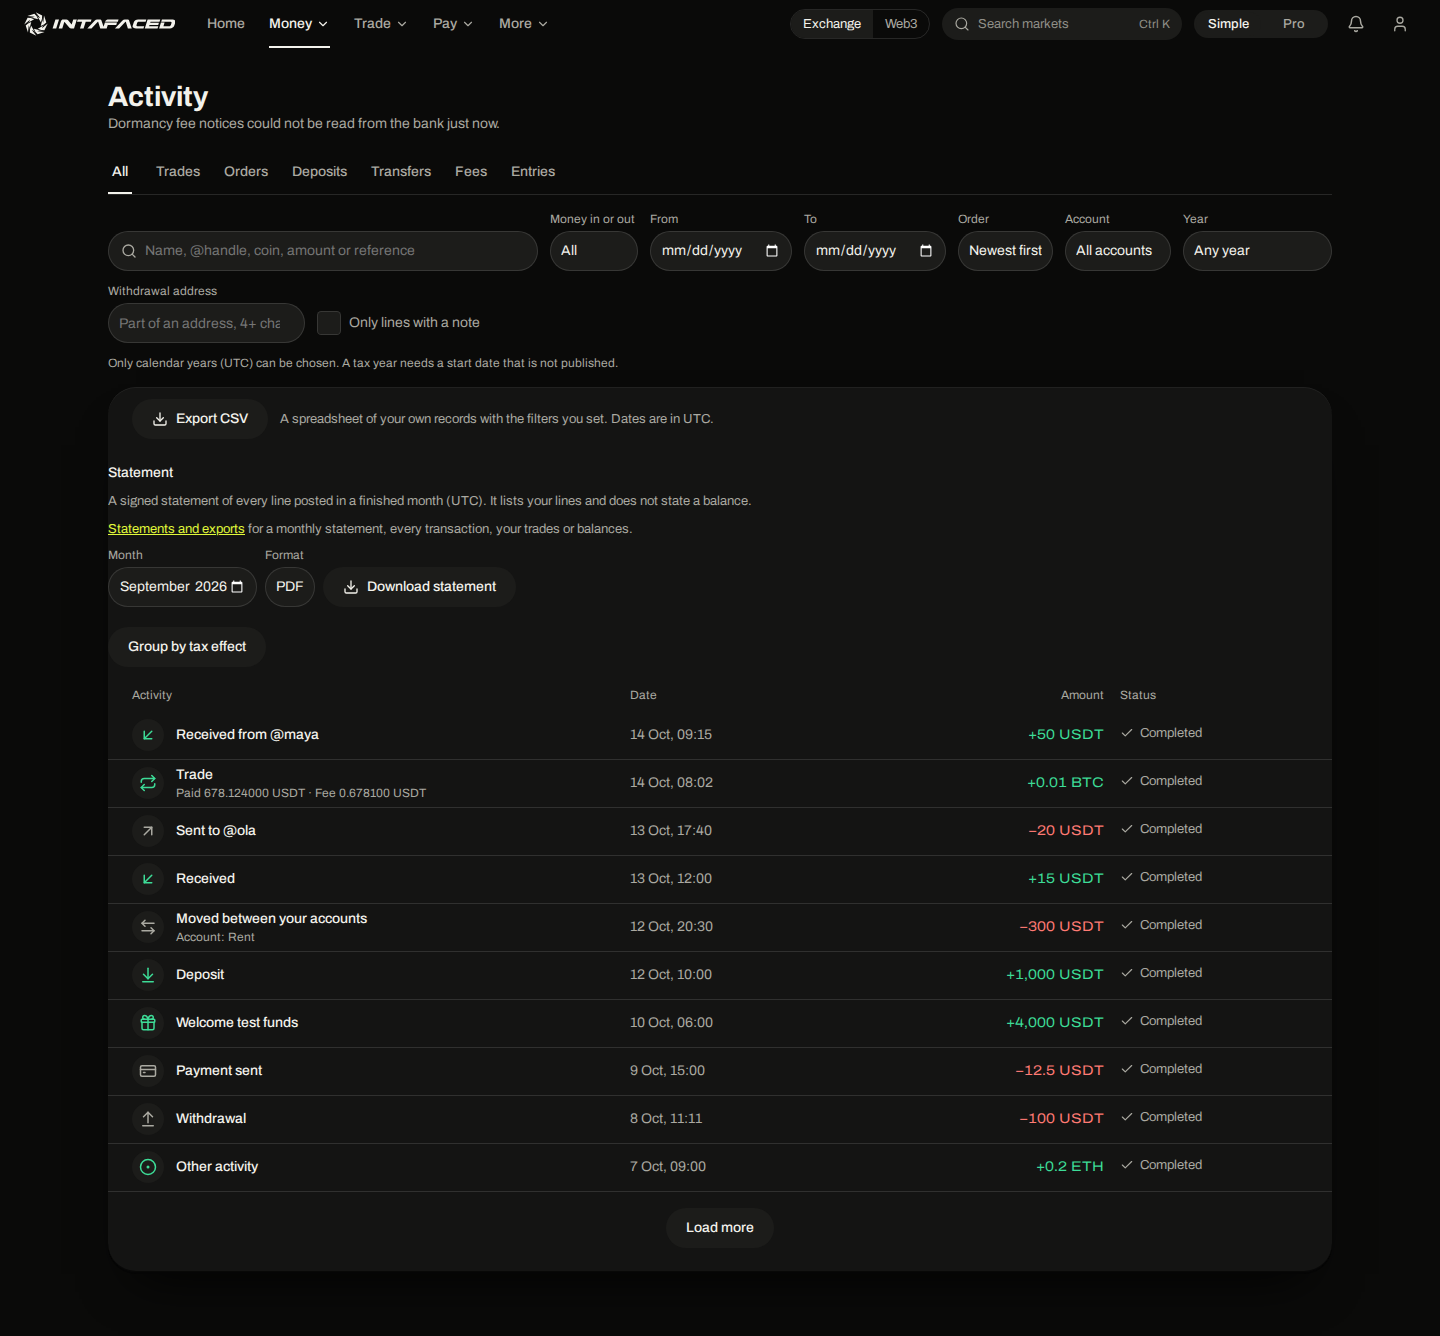 INTAFACED Home Money Trade Pay More Exchange Web3 Search markets Ctrl K Simple Pro
Activity
Dormancy fee notices could not be read from the bank just now.
All Trades Orders Deposits Transfers Fees Entries
Money in or out From To Order Account Year
Name, @handle, coin, amount or reference All mm/dd/yyyy mm/dd/yyyy Newest first All accounts Any year
Withdrawal address
Part of an address, 4+ cha Only lines with a note
Only calendar years (UTC) can be chosen. A tax year needs a start date that is not published.
Export CSV A spreadsheet of your own records with the filters you set. Dates are in UTC.
Statement
A signed statement of every line posted in a finished month (UTC). It lists your lines and does not state a balance.
Statements and exports for a monthly statement, every transaction, your trades or balances.
Month Format
September 2026 PDF Download statement
Group by tax effect
Activity Date Amount Status
Received from @maya 14 Oct, 09:15 +50 USDT Completed
Trade 14 Oct, 08:02 +0.01 BTC Completed
Paid 678.124000 USDT · Fee 0.678100 USDT
Sent to @ola 13 Oct, 17:40 −20 USDT Completed
Received 13 Oct, 12:00 +15 USDT Completed
Moved between your accounts 12 Oct, 20:30 −300 USDT Completed
Account: Rent
Deposit 12 Oct, 10:00 +1,000 USDT Completed
Welcome test funds 10 Oct, 06:00 +4,000 USDT Completed
Payment sent 9 Oct, 15:00 −12.5 USDT Completed
Withdrawal 8 Oct, 11:11 −100 USDT Completed
Other activity 7 Oct, 09:00 +0.2 ETH Completed
Load more